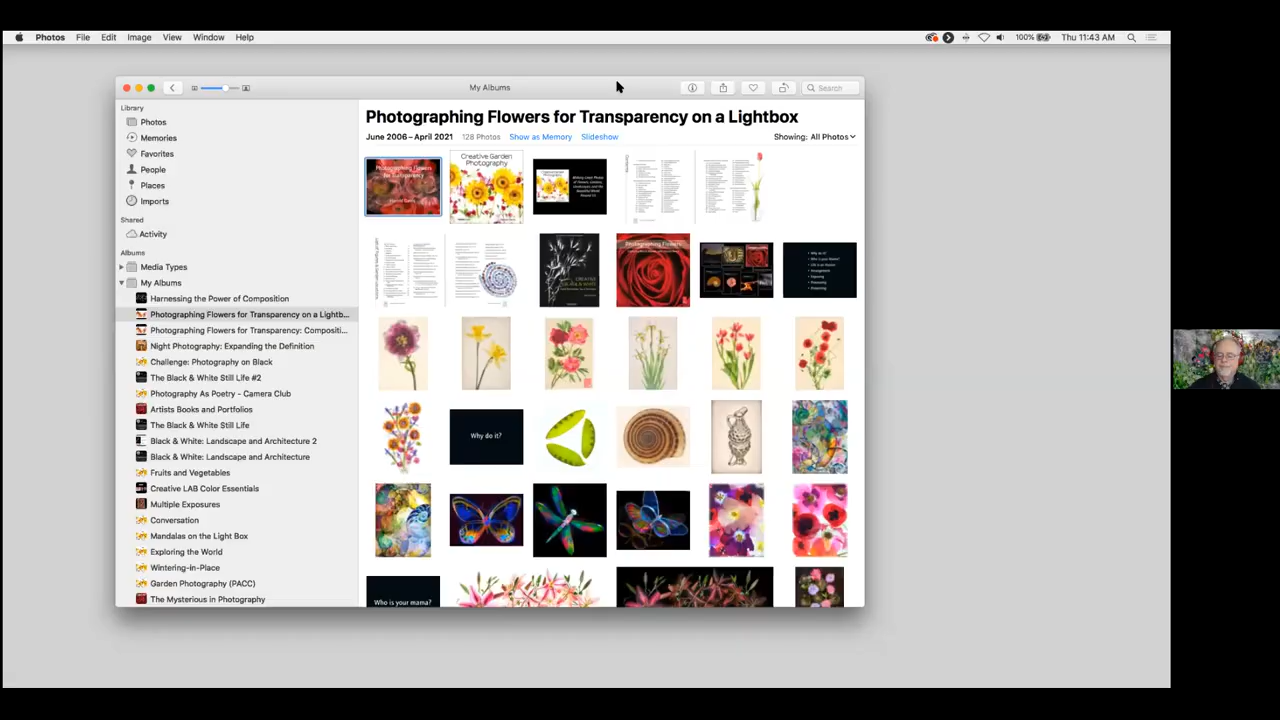 Photos File Edit Image View Window Help
100% Thu 11:43 AM
My Albums
Search
Library
Photos
Memories
Favorites
People
Places
Imports
Shared
Activity
Albums
Media Types
My Albums
Harnessing the Power of Composition
Photographing Flowers for Transparency on a Lightb...
Photographing Flowers for Transparency: Compositi...
Night Photography: Expanding the Definition
Challenge: Photography on Black
The Black & White Still Life #2
Photography As Poetry - Camera Club
Artists Books and Portfolios
The Black & White Still Life
Black & White: Landscape and Architecture 2
Black & White: Landscape and Architecture
Fruits and Vegetables
Creative LAB Color Essentials
Multiple Exposures
Conversation
Mandalas on the Light Box
Exploring the World
Wintering-in-Place
Garden Photography (PACC)
The Mysterious in Photography
Photographing Flowers for Transparency on a Lightbox
June 2006 – April 2021 128 Photos Show as Memory Slideshow Showing: All Photos
Photographing Flowers
for Transparency
Creative Garden
Photography
Photographing Flowers
Why do it?
Who is your mama?